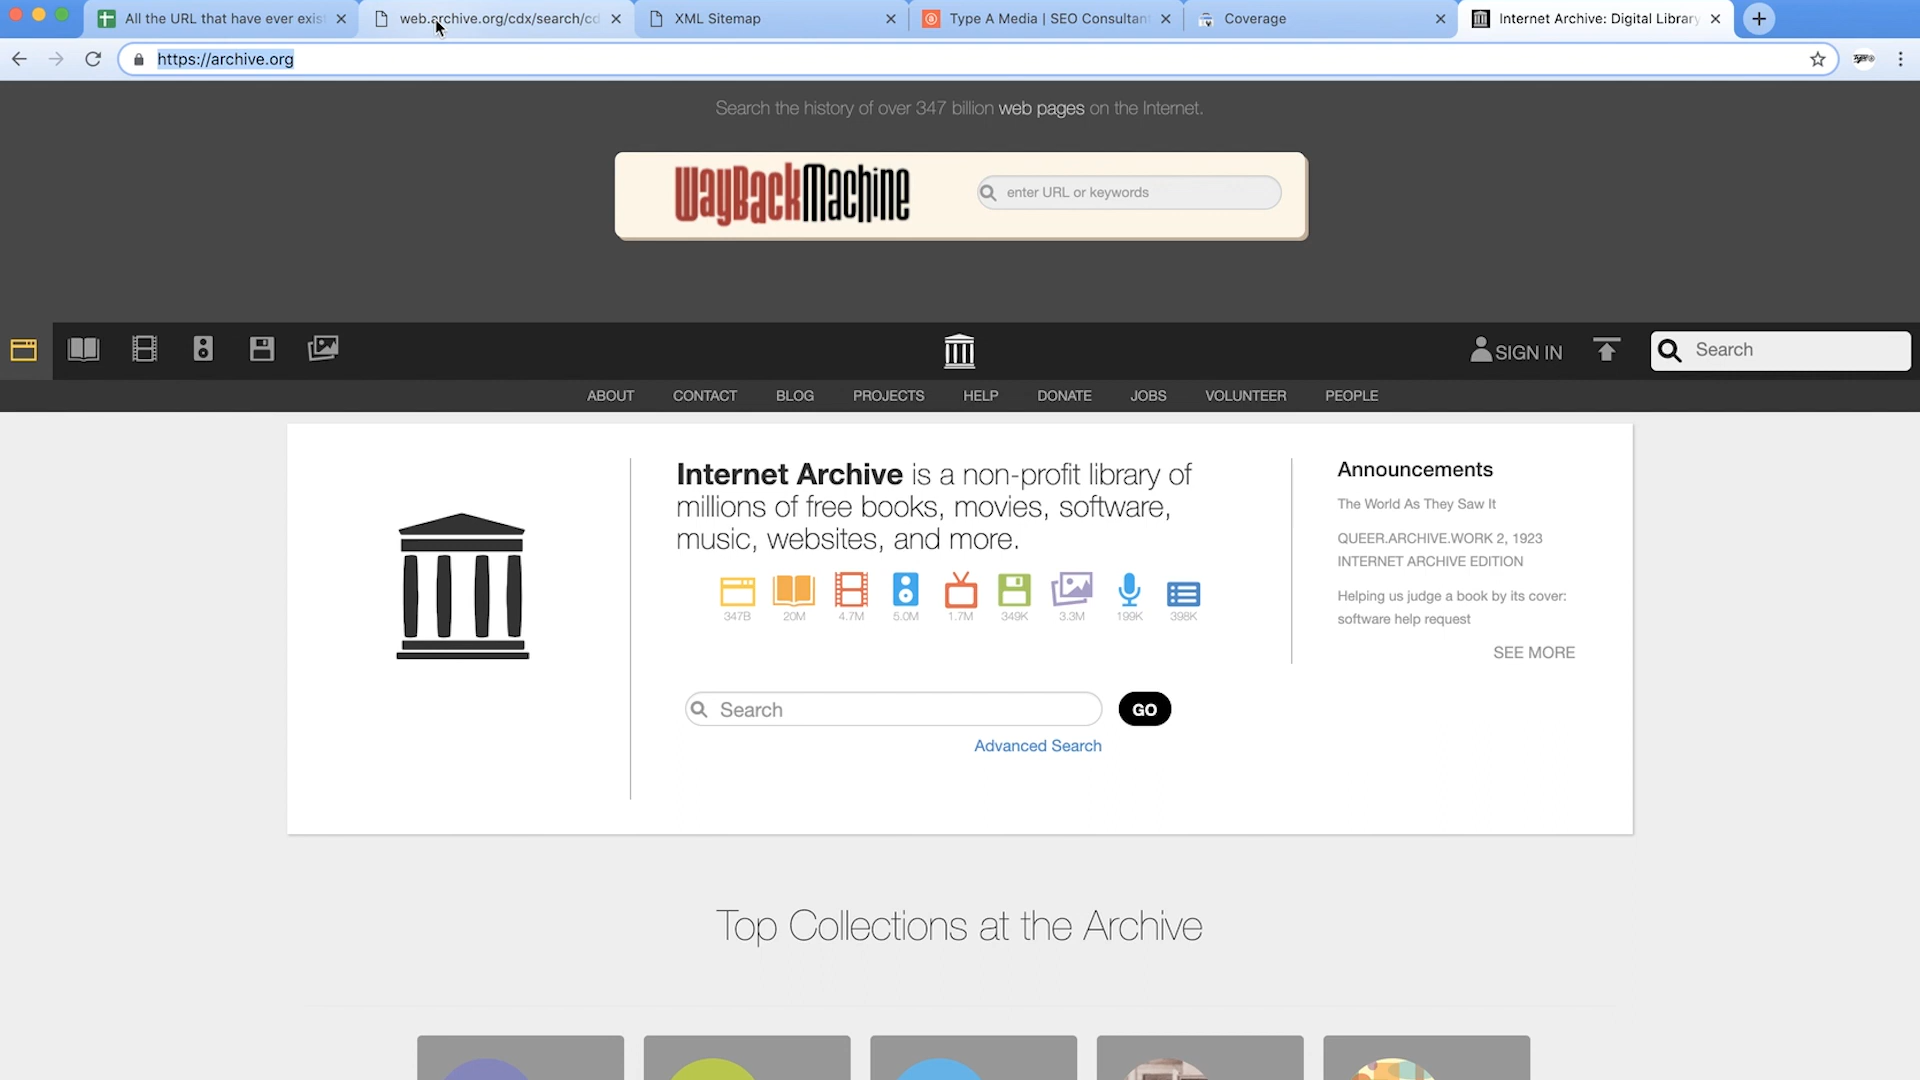 All the URL that have ever exist
web.archive.org/cdx/search/cd
XML Sitemap
Type A Media | SEO Consultant
Coverage
Internet Archive: Digital Library
https://archive.org
Search the history of over 347 billion web pages on the Internet.
WayBackMachine
enter URL or keywords
SIGN IN
Search
ABOUT
CONTACT
BLOG
PROJECTS
HELP
DONATE
JOBS
VOLUNTEER
PEOPLE
Internet Archive is a non-profit library of
millions of free books, movies, software,
music, websites, and more.
347B
20M
4.7M
5.0M
1.7M
349K
3.3M
199K
398K
Search
GO
Advanced Search
Announcements
The World As They Saw It
QUEER.ARCHIVE.WORK 2, 1923
INTERNET ARCHIVE EDITION
Helping us judge a book by its cover:
software help request
SEE MORE
Top Collections at the Archive